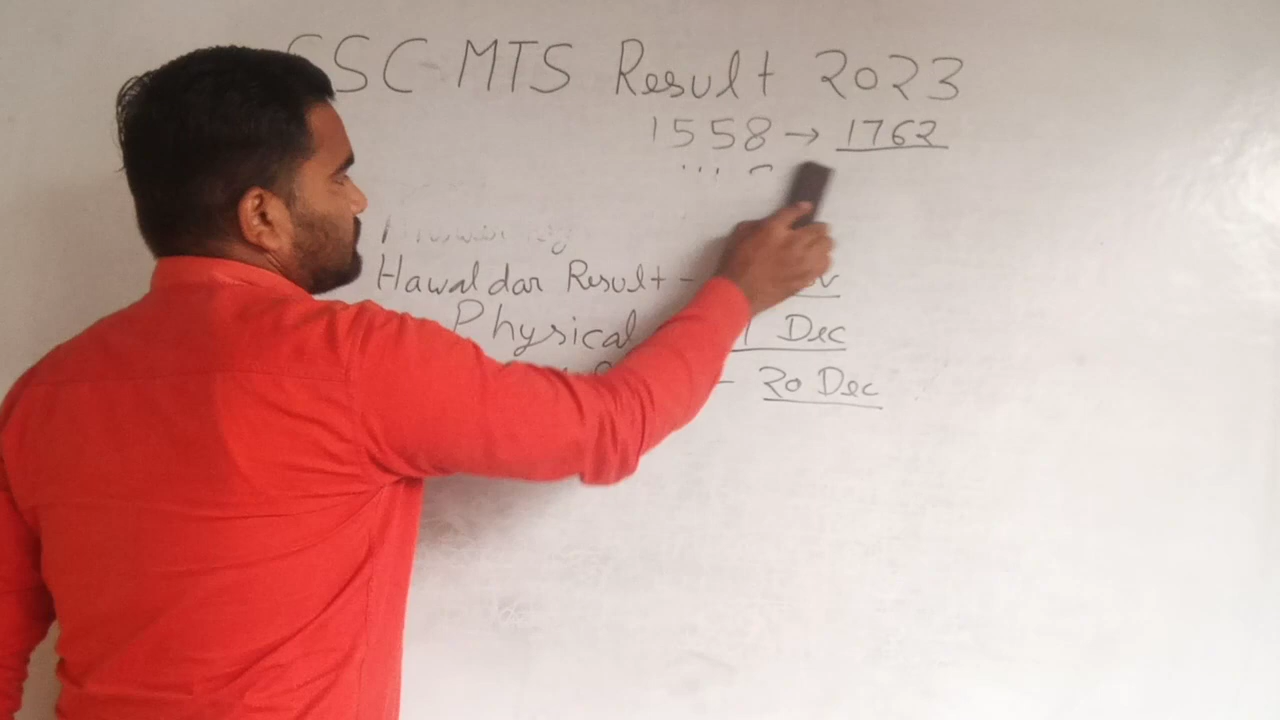 SSC-MTS Result 2023
1558 → 1762
Hawaldar Result -
Physical Dec
- 20 Dec